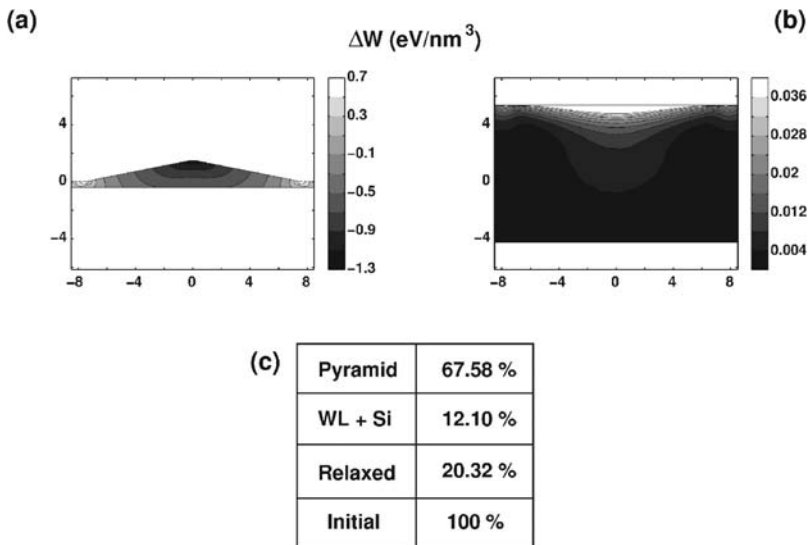 (a) (b)
ΔW (eV/nm³)
0.7
0.3
−0.1
−0.5
−0.9
−1.3
4
0
−4
−8 −4 0 4 8
0.036
0.028
0.02
0.012
0.004
4
0
−4
−8 −4 0 4 8
(c)
Pyramid 67.58 %
WL + Si 12.10 %
Relaxed 20.32 %
Initial 100 %